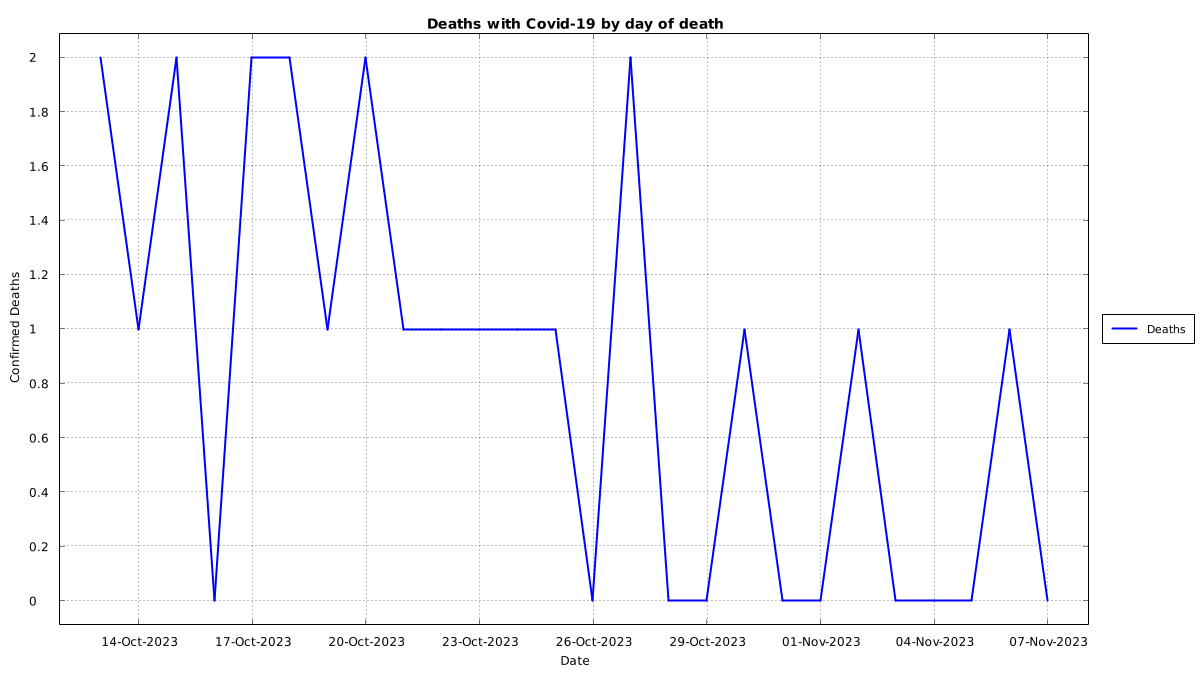 Deaths with Covid-19 by day of death
2
1.8
1.6
1.4
1.2
1
0.8
0.6
0.4
0.2
0
Confirmed Deaths
14-Oct-2023 17-Oct-2023 20-Oct-2023 23-Oct-2023 26-Oct-2023 29-Oct-2023 01-Nov-2023 04-Nov-2023 07-Nov-2023
Date
Deaths